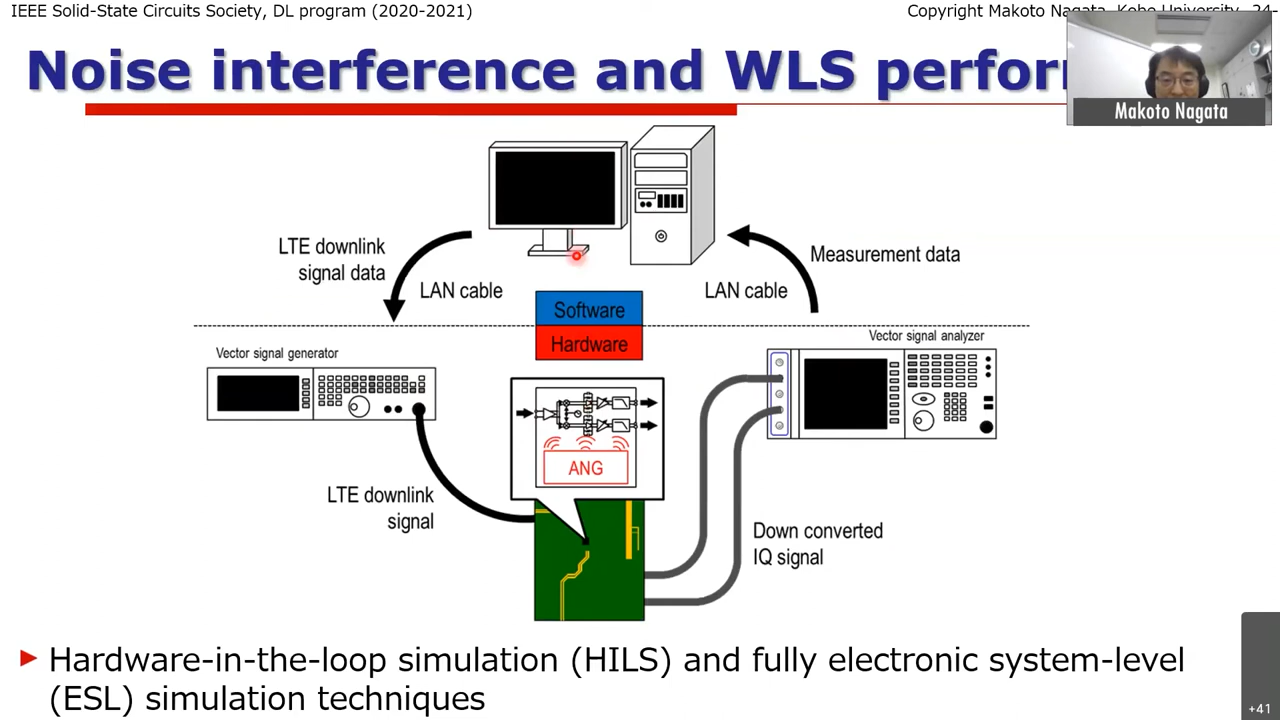 IEEE Solid-State Circuits Society, DL program (2020-2021)
Copyright Makoto Nagata, Kobe University, 24-
Noise interference and WLS perfor
Makoto Nagata
LTE downlink
signal data
LAN cable
LAN cable
Measurement data
Software
Hardware
Vector signal generator
Vector signal analyzer
ANG
LTE downlink
signal
Down converted
IQ signal
Hardware-in-the-loop simulation (HILS) and fully electronic system-level
(ESL) simulation techniques
+41